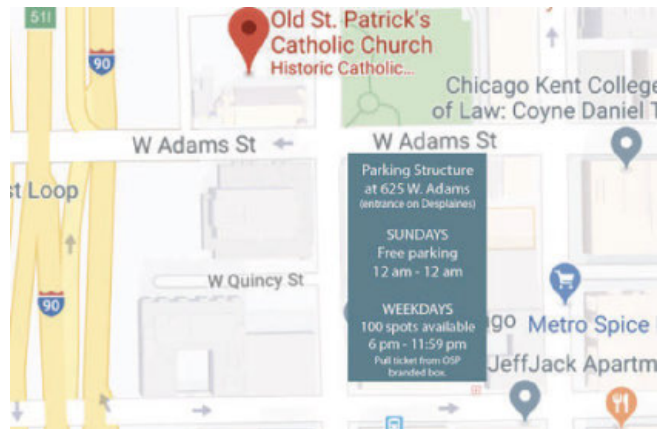 51I
90
Old St. Patrick's
Catholic Church
Historic Catholic...
Chicago Kent College
of Law: Coyne Daniel T
W Adams St
W Adams St
st Loop
Parking Structure
at 625 W. Adams
(entrance on Desplaines)
SUNDAYS
Free parking
12 am - 12 am
W Quincy St
90
WEEKDAYS
100 spots available
6 pm - 11:59 pm
Pull ticket from OSP
branded box.
go
Metro Spice
JeffJack Apartm